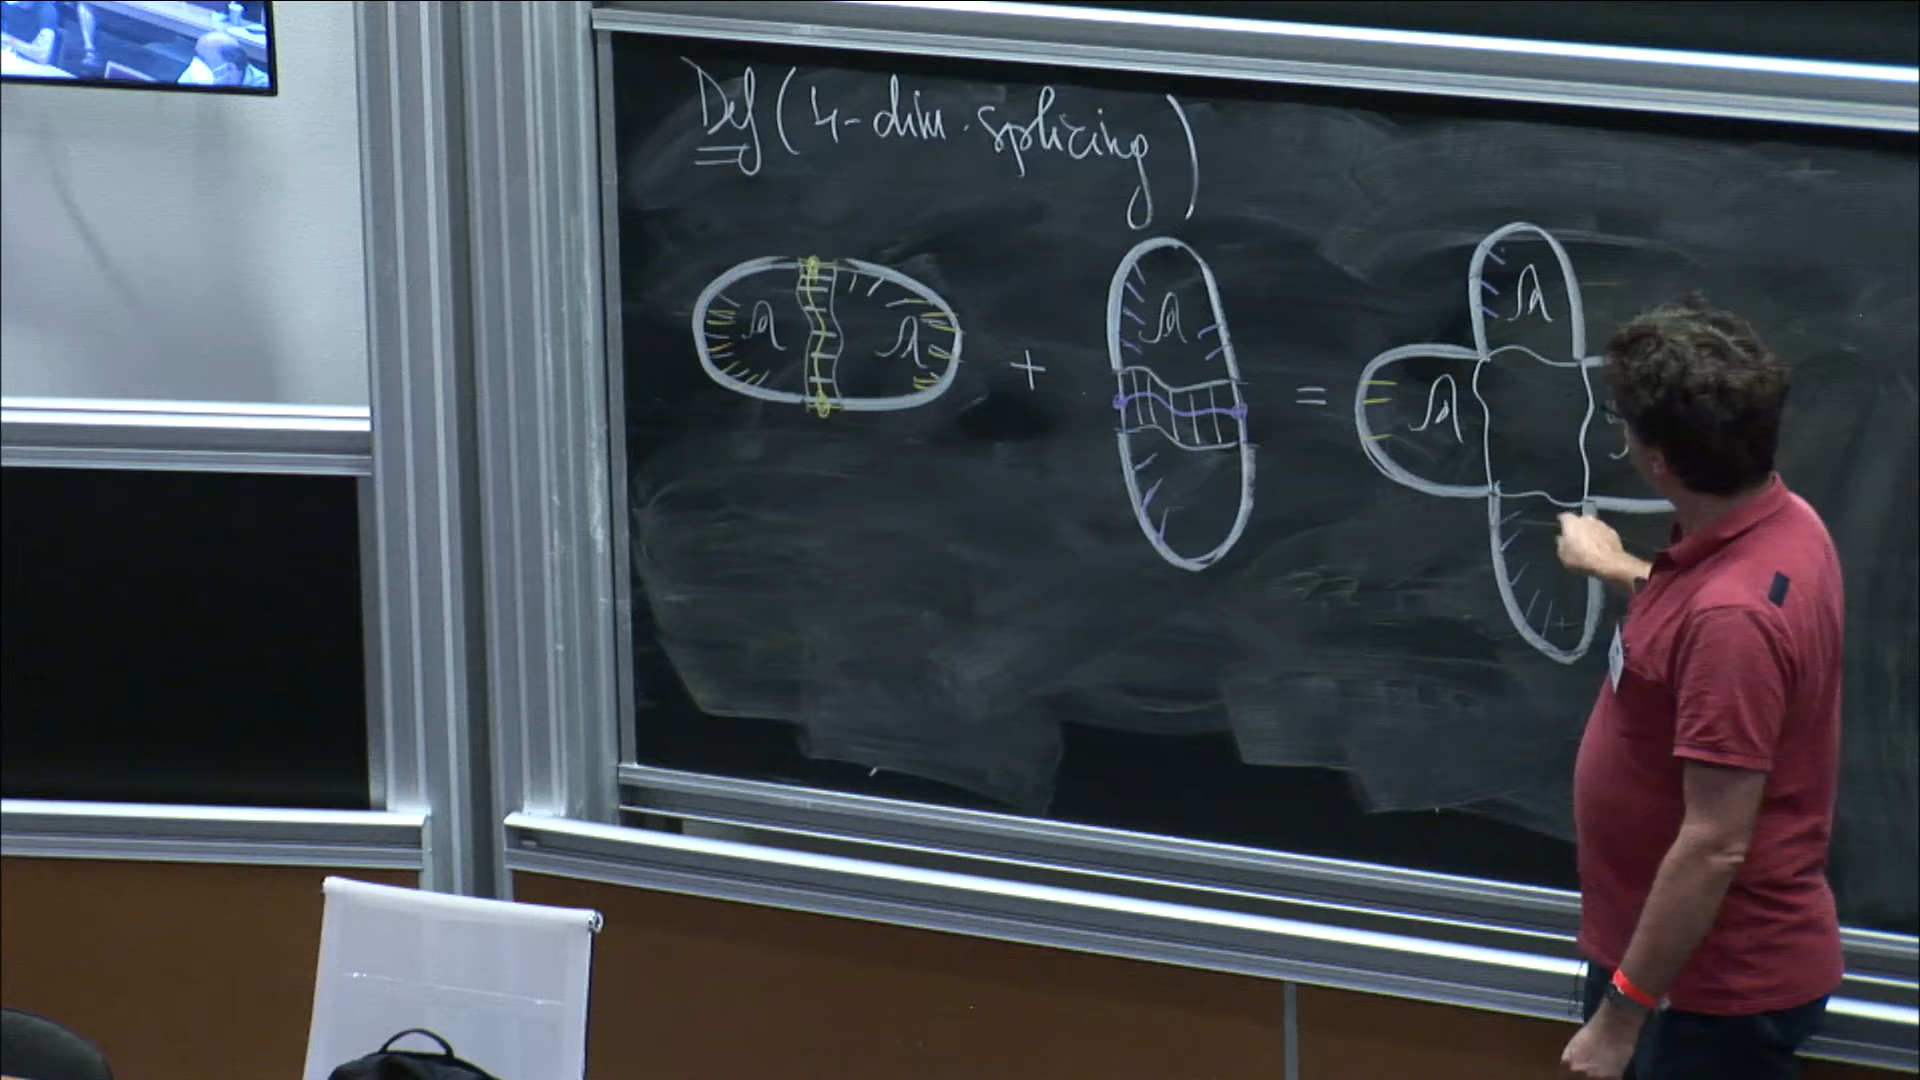 Def (4-dim. splicing)
+ =